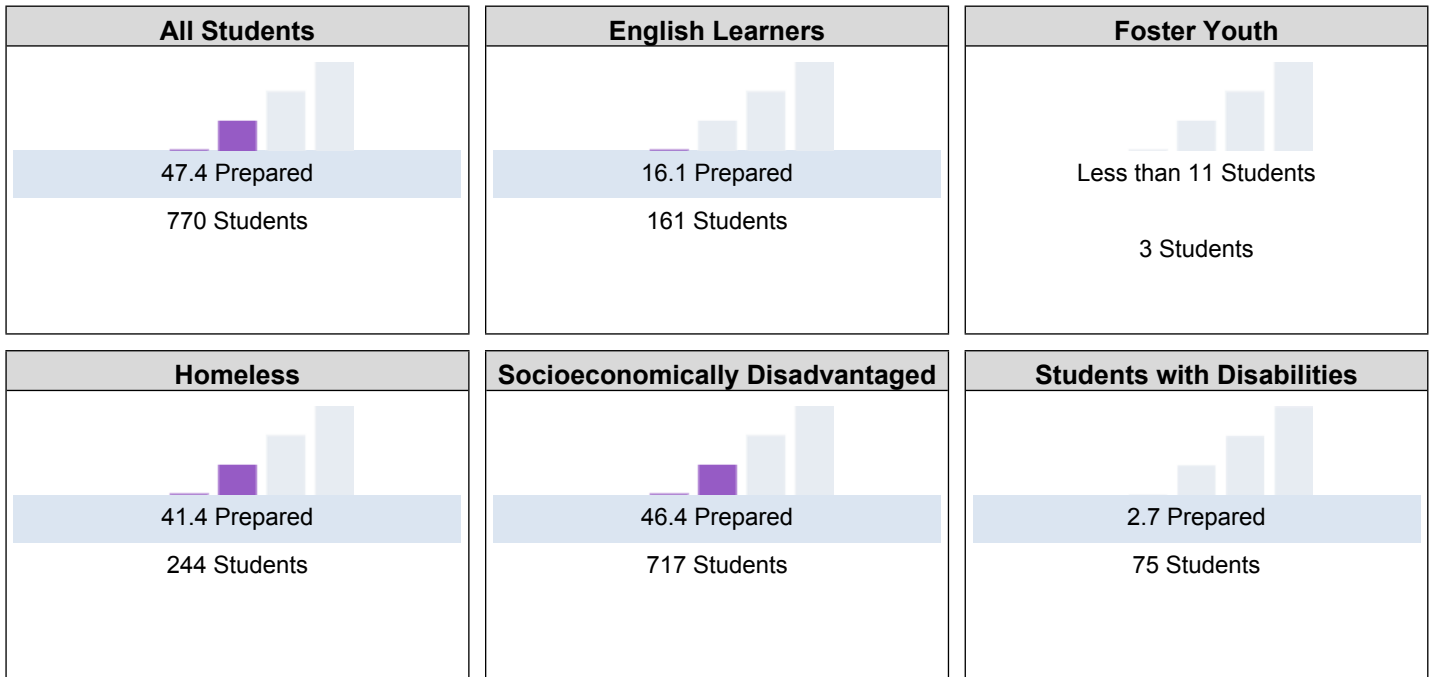 All Students
47.4 Prepared
770 Students
English Learners
16.1 Prepared
161 Students
Foster Youth
Less than 11 Students
3 Students
Homeless
41.4 Prepared
244 Students
Socioeconomically Disadvantaged
46.4 Prepared
717 Students
Students with Disabilities
2.7 Prepared
75 Students